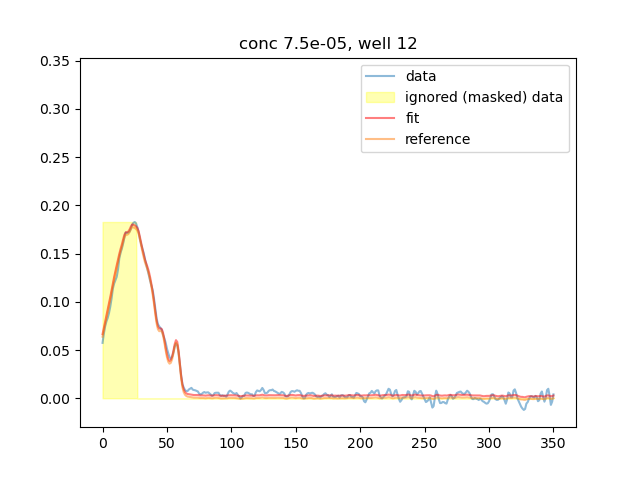 conc 7.5e-05, well 12
data
ignored (masked) data
fit
reference
0.35
0.30
0.25
0.20
0.15
0.10
0.05
0.00
0 50 100 150 200 250 300 350